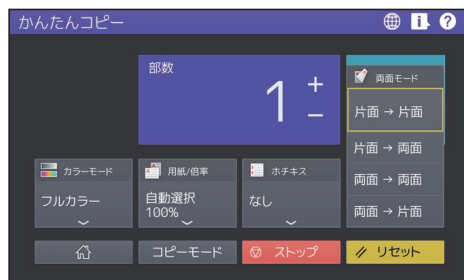 かんたんコピー
部数
1
+
−
両面モード
片面 → 片面
片面 → 両面
両面 → 両面
両面 → 片面
カラーモード
フルカラー
用紙/倍率
自動選択
100%
ホチキス
なし
コピーモード
ストップ
リセット